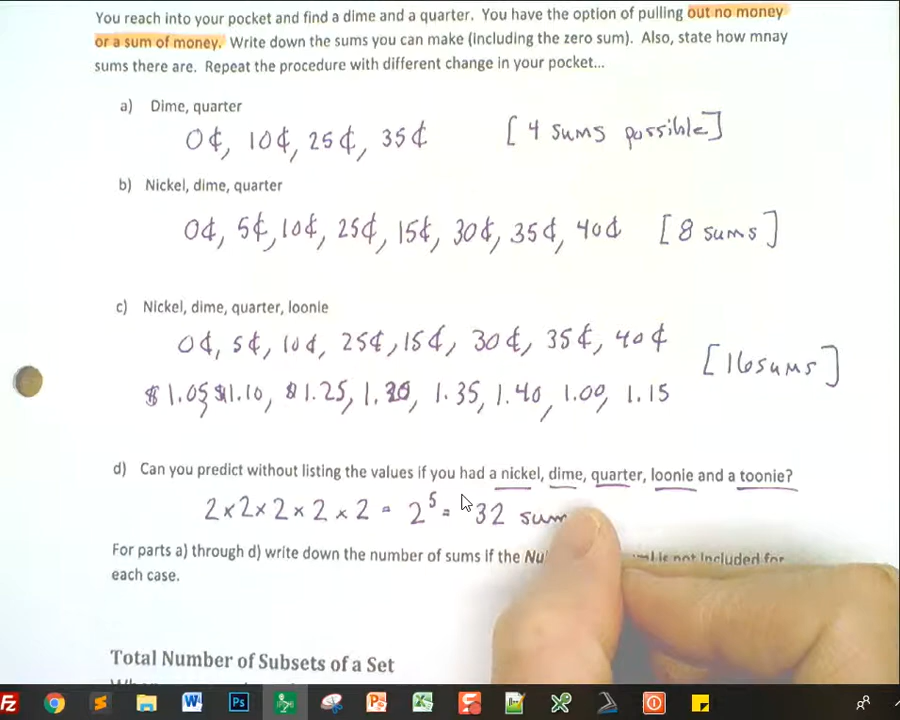 You reach into your pocket and find a dime and a quarter. You have the option of pulling out no money
or a sum of money. Write down the sums you can make (including the zero sum). Also, state how mnay
sums there are. Repeat the procedure with different change in your pocket...
a) Dime, quarter
0¢, 10¢, 25¢, 35¢ [4 sums possible]
b) Nickel, dime, quarter
0¢, 5¢, 10¢, 25¢, 15¢, 30¢, 35¢, 40¢ [8 sums]
c) Nickel, dime, quarter, loonie
0¢, 5¢, 10¢, 25¢, 15¢, 30¢, 35¢, 40¢
[16 sums]
$1.05, $1.10, $1.25, 1.30, 1.35, 1.40, 1.00, 1.15
d) Can you predict without listing the values if you had a nickel, dime, quarter, loonie and a toonie?
2 × 2 × 2 × 2 × 2 = 2⁵ = 32 sum
For parts a) through d) write down the number of sums if the is not included for
each case.
Total Number of Subsets of a Set
Fz W Ps